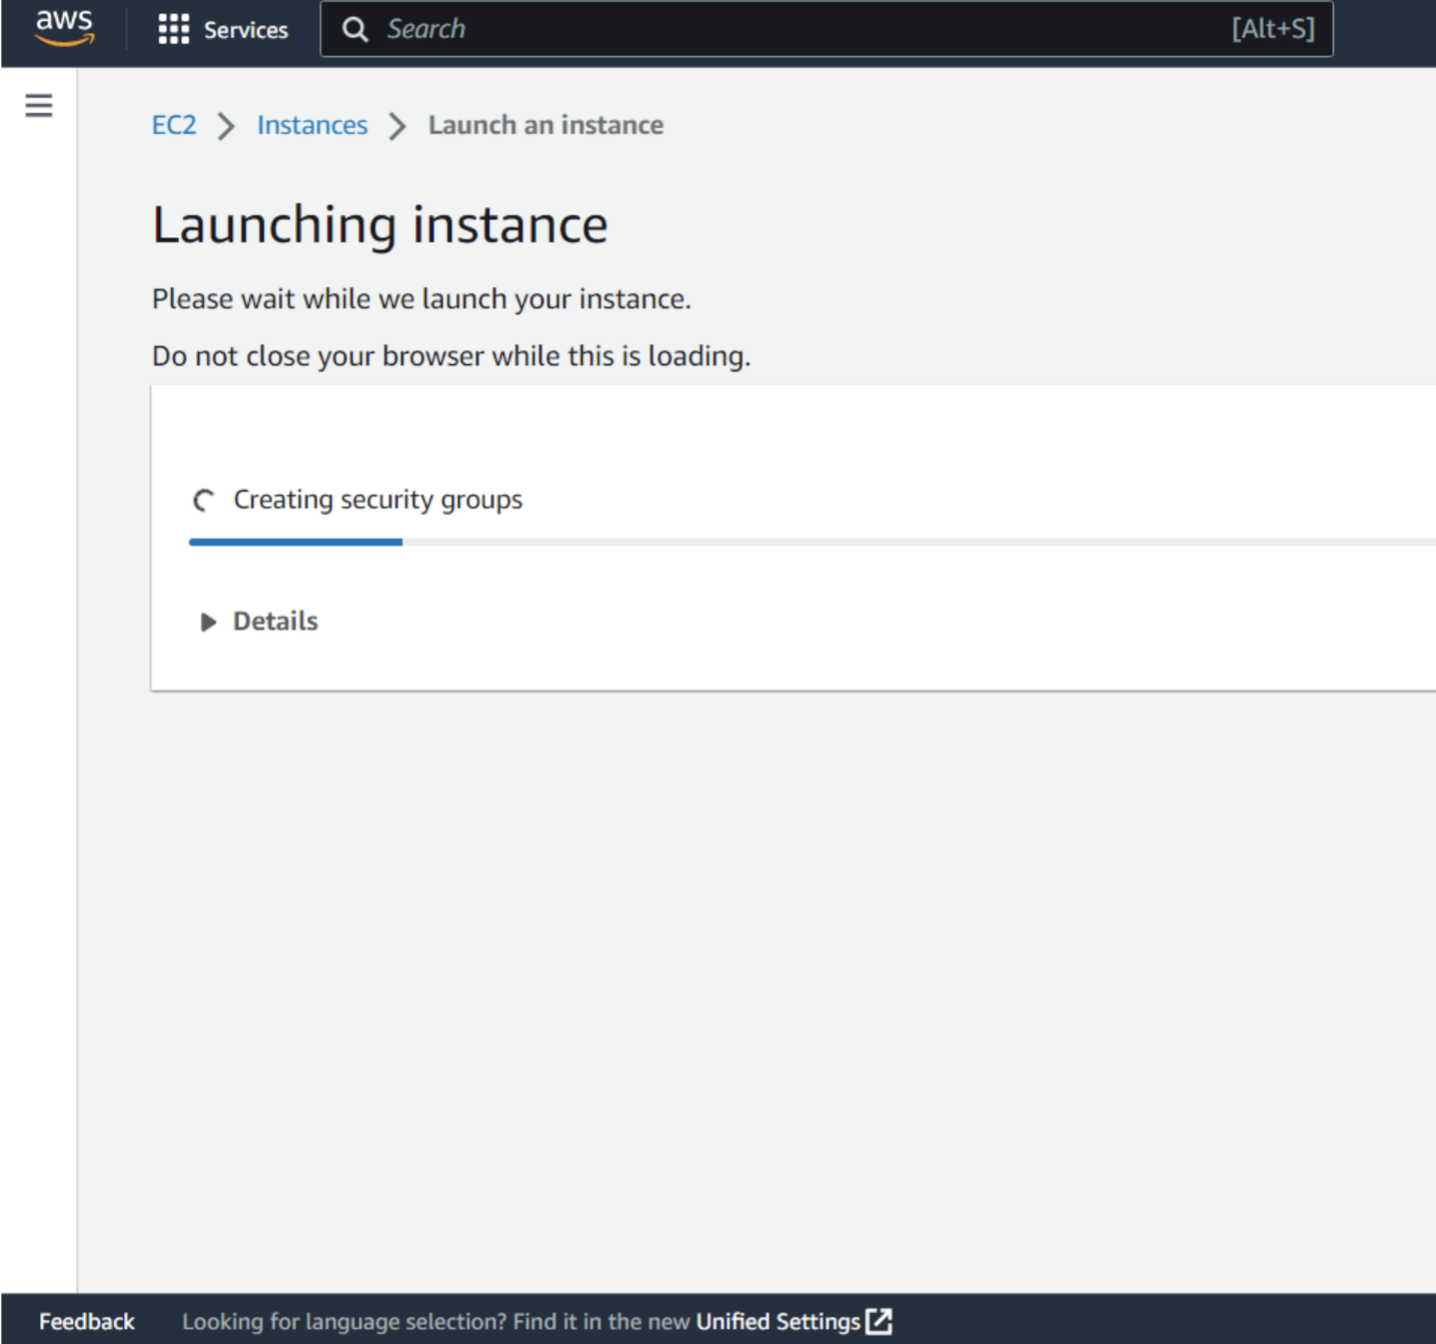 aws Services Search [Alt+S]
EC2 Instances Launch an instance
Launching instance
Please wait while we launch your instance.
Do not close your browser while this is loading.
Creating security groups
Details
Feedback Looking for language selection? Find it in the new Unified Settings